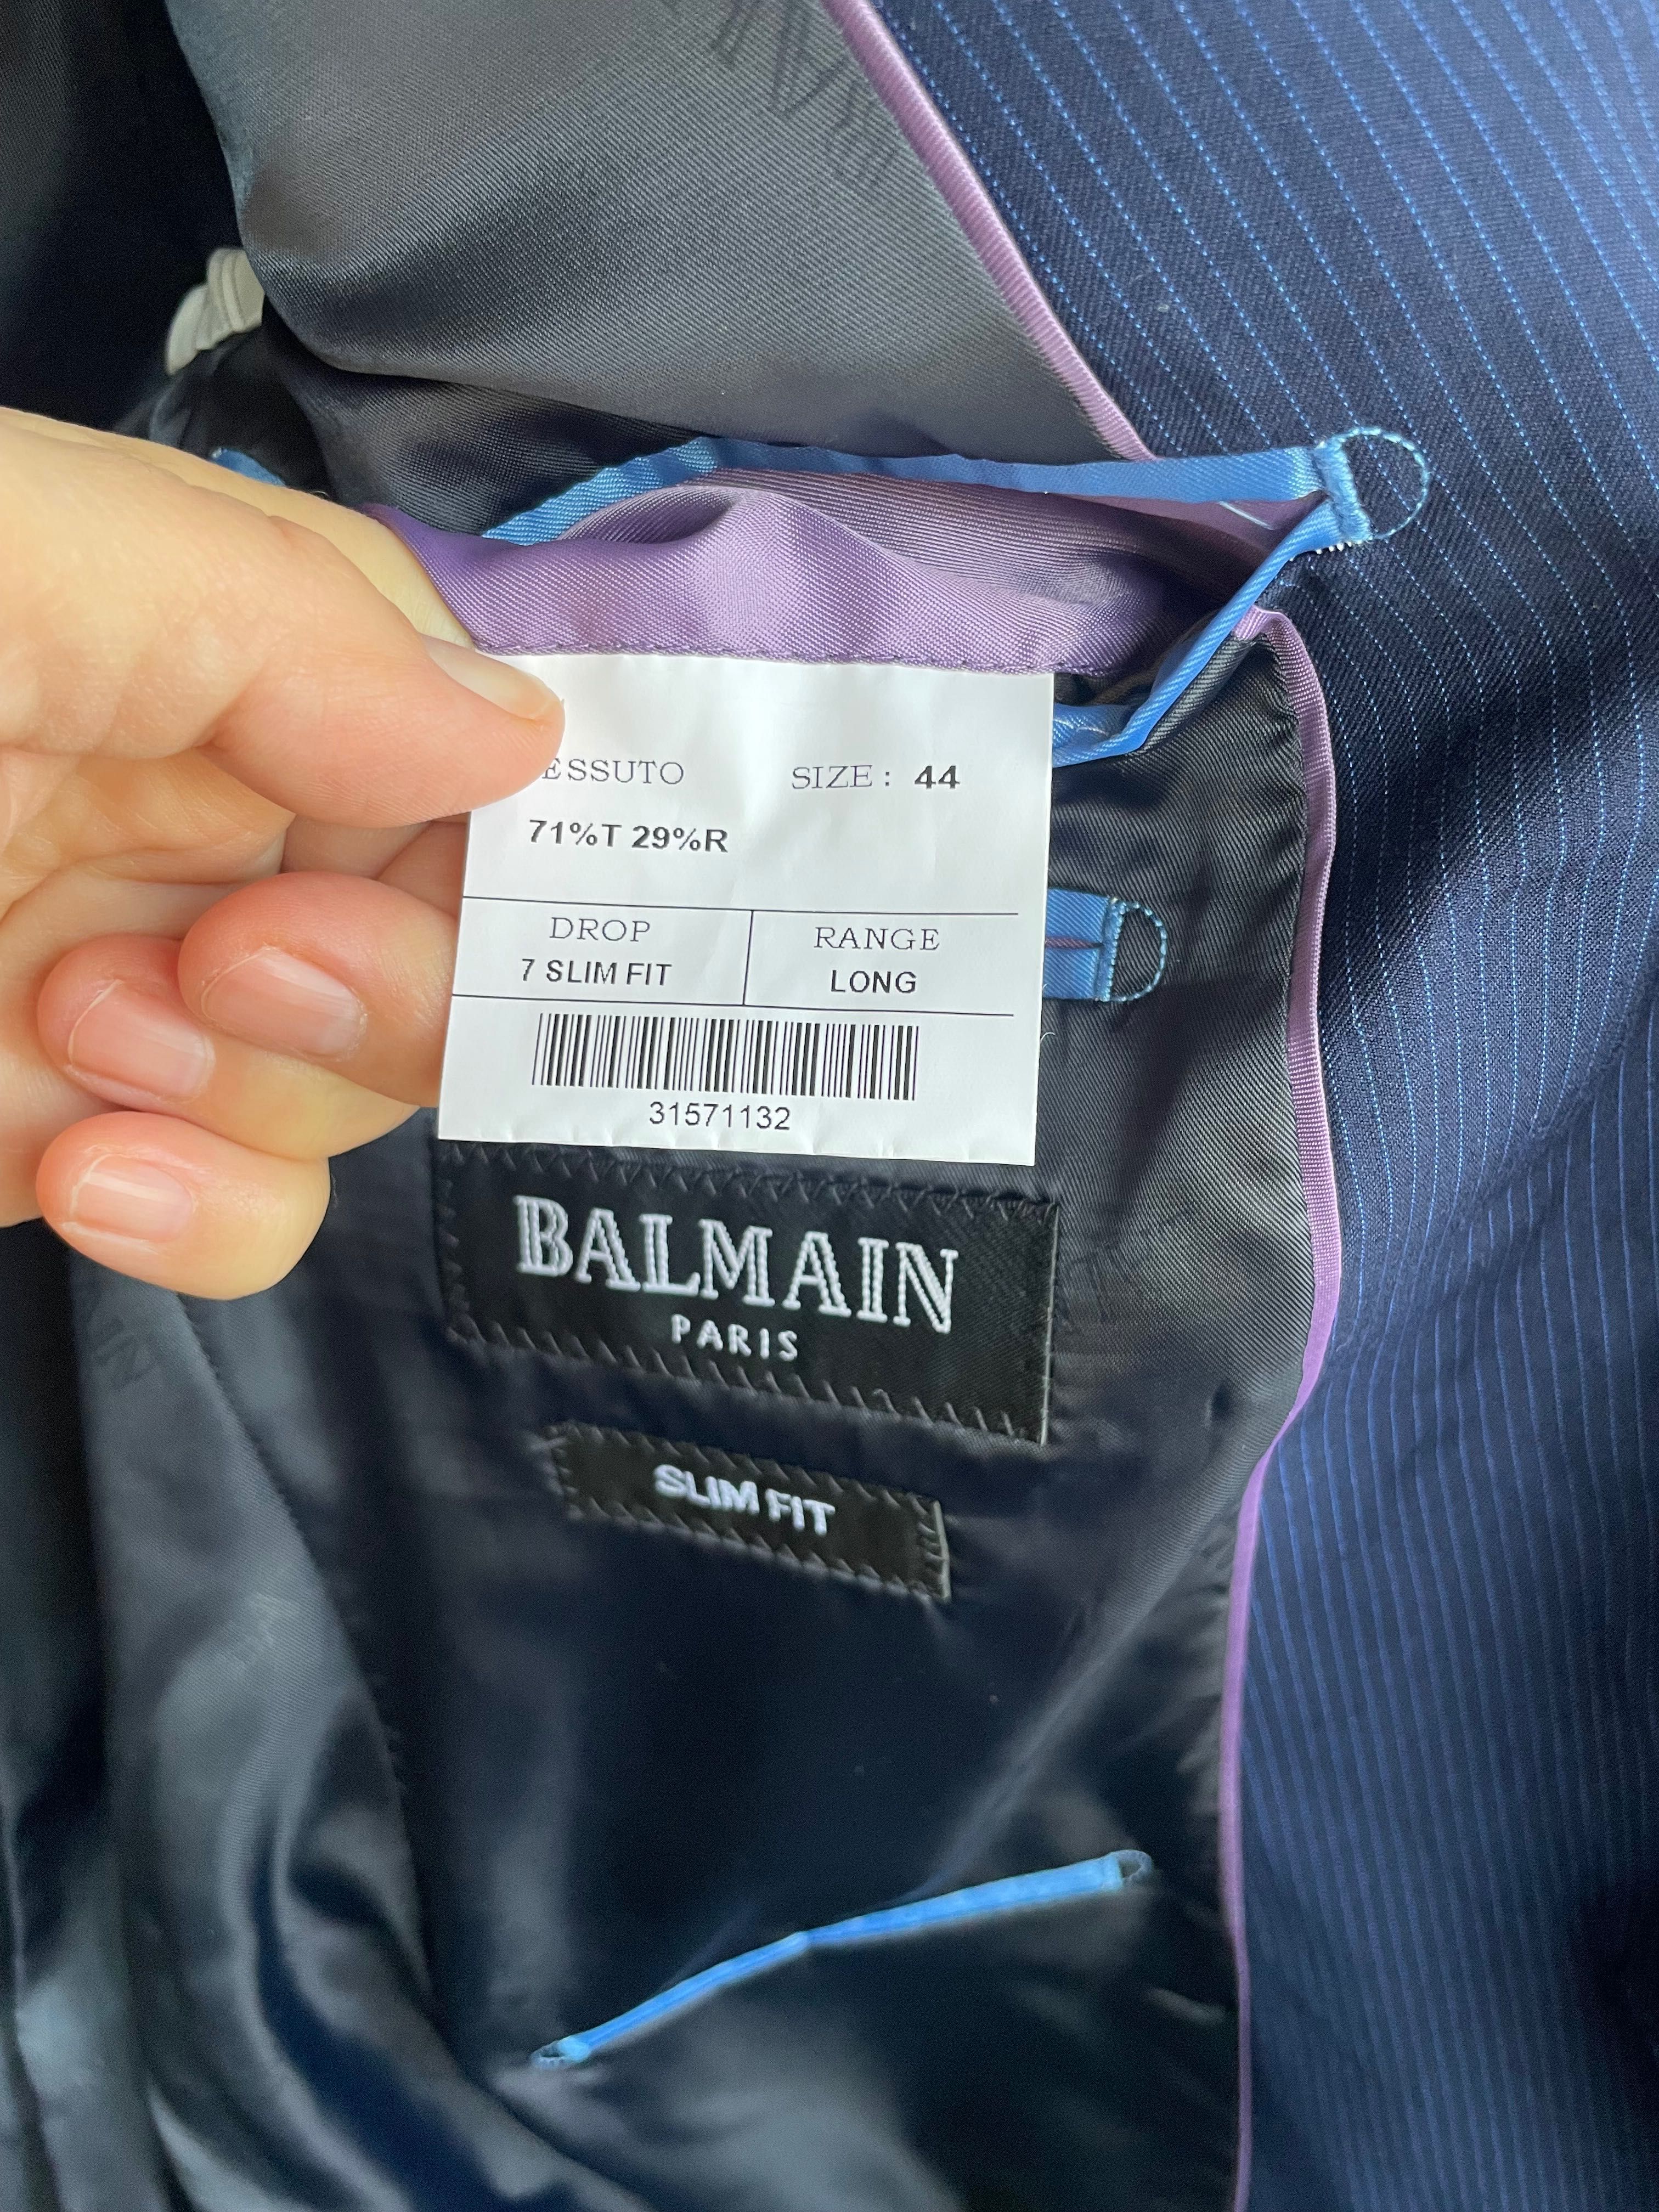 ESSUTO SIZE : 44
71%T 29%R
DROP RANGE
7 SLIM FIT LONG
31571132
BALMAIN
PARIS
SLIM FIT